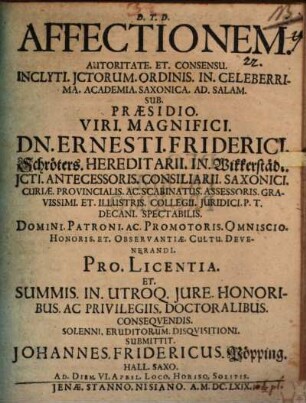 D. T. D.
AFFECTIONEM.
AUTORITATE. ET. CONSENSU.
INCLYTI. JCTORUM. ORDINIS. IN. CELEBERRI-
MA. ACADEMIA. SAXONICA. AD. SALAM.
SUB.
PRÆSIDIO.
VIRI. MAGNIFICI.
DN. ERNESTI. FRIDERICI.
Schröters. HEREDITARII. IN. Wikkerstäd.
JCTI. ANTECESSORIS. CONSILIARII. SAXONICI.
CURIÆ. PROVINCIALIS. AC. SCABINATUS. ASSESSORIS. GRA-
VISSIMI. ET. ILLUSTRIS. COLLEGII. JURIDICI. P. T.
DECANI. SPECTABILIS.
DOMINI. PATRONI. AC. PROMOTORIS. OMNISCIO.
HONORIS. ET. OBSERVANTIÆ. CULTU. DEVE-
NERANDI.
PRO. LICENTIA.
ET.
SUMMIS. IN. UTROQ. JURE. HONORI-
BUS. AC PRIVILEGIIS. DOCTORALIBUS.
CONSEQVENDIS.
SOLENNI. ERUDITORUM. DISQVISITIONI.
SUBMITTIT.
JOHANNES. FRIDERICUS. Pöpping.
HALL. SAXO.
AD. DIEM. VI. APRIL. LOCO. HORISQ. SOLITIS.
JENÆ. STANNO. NISIANO. A. M. DC. LXIX.